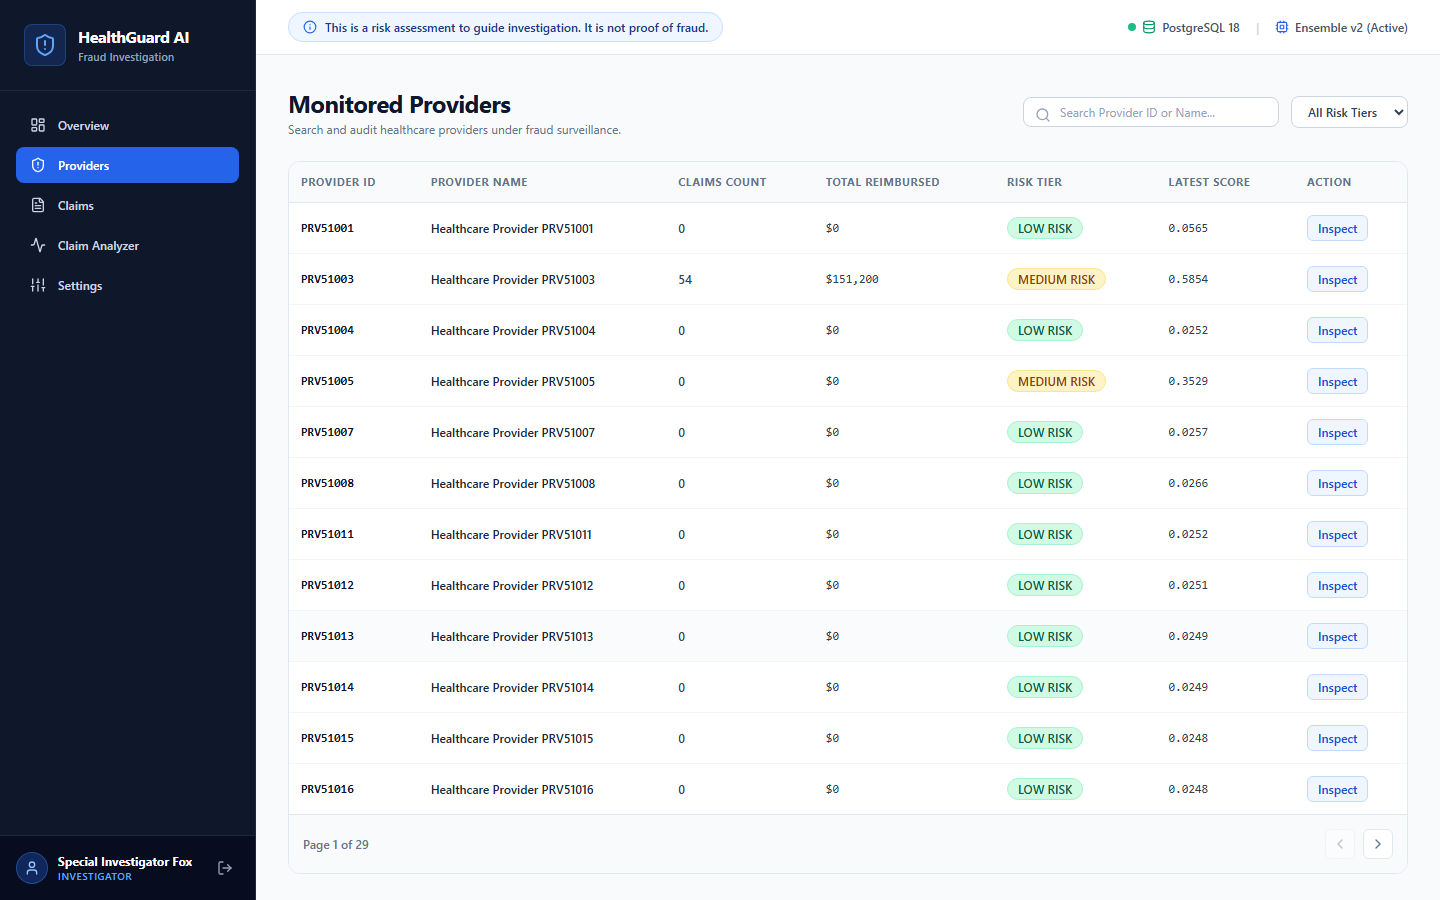 HealthGuard AI
Fraud Investigation
Overview
Providers
Claims
Claim Analyzer
Settings
Special Investigator Fox
INVESTIGATOR
This is a risk assessment to guide investigation. It is not proof of fraud.
PostgreSQL 18 | Ensemble v2 (Active)
Monitored Providers
Search and audit healthcare providers under fraud surveillance.
Search Provider ID or Name...
All Risk Tiers
PROVIDER ID PROVIDER NAME CLAIMS COUNT TOTAL REIMBURSED RISK TIER LATEST SCORE ACTION
PRV51001 Healthcare Provider PRV51001 0 $0 LOW RISK 0.0565 Inspect
PRV51003 Healthcare Provider PRV51003 54 $151,200 MEDIUM RISK 0.5854 Inspect
PRV51004 Healthcare Provider PRV51004 0 $0 LOW RISK 0.0252 Inspect
PRV51005 Healthcare Provider PRV51005 0 $0 MEDIUM RISK 0.3529 Inspect
PRV51007 Healthcare Provider PRV51007 0 $0 LOW RISK 0.0257 Inspect
PRV51008 Healthcare Provider PRV51008 0 $0 LOW RISK 0.0266 Inspect
PRV51011 Healthcare Provider PRV51011 0 $0 LOW RISK 0.0252 Inspect
PRV51012 Healthcare Provider PRV51012 0 $0 LOW RISK 0.0251 Inspect
PRV51013 Healthcare Provider PRV51013 0 $0 LOW RISK 0.0249 Inspect
PRV51014 Healthcare Provider PRV51014 0 $0 LOW RISK 0.0249 Inspect
PRV51015 Healthcare Provider PRV51015 0 $0 LOW RISK 0.0248 Inspect
PRV51016 Healthcare Provider PRV51016 0 $0 LOW RISK 0.0248 Inspect
Page 1 of 29